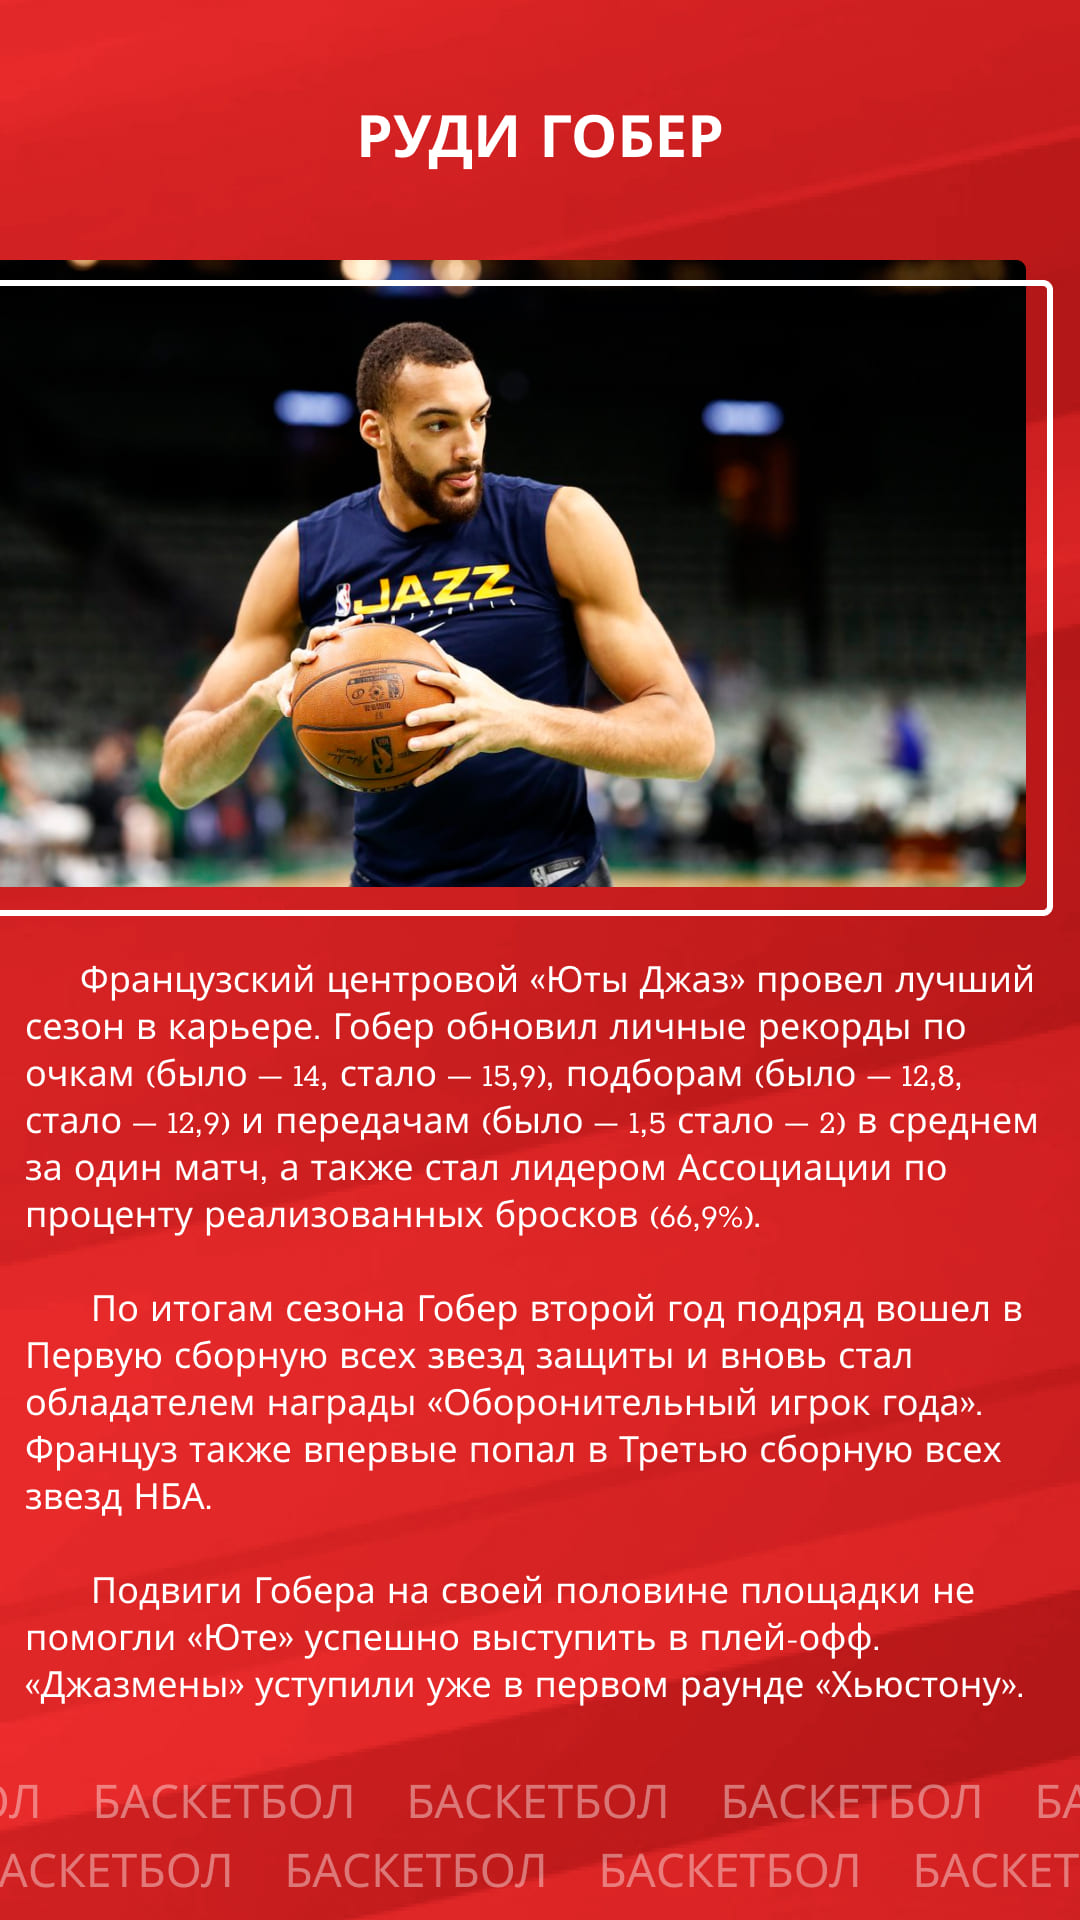 РУДИ ГОБЕР
JAZZ
Французский центровой «Юты Джаз» провел лучший
сезон в карьере. Гобер обновил личные рекорды по
очкам (было – 14, стало – 15,9), подборам (было – 12,8,
стало – 12,9) и передачам (было – 1,5 стало – 2) в среднем
за один матч, а также стал лидером Ассоциации по
проценту реализованных бросков (66,9%).
По итогам сезона Гобер второй год подряд вошел в
Первую сборную всех звезд защиты и вновь стал
обладателем награды «Оборонительный игрок года».
Француз также впервые попал в Третью сборную всех
звезд НБА.
Подвиги Гобера на своей половине площадки не
помогли «Юте» успешно выступить в плей-офф.
«Джазмены» уступили уже в первом раунде «Хьюстону».
ОЛ БАСКЕТБОЛ БАСКЕТБОЛ БАСКЕТБОЛ БА
АСКЕТБОЛ БАСКЕТБОЛ БАСКЕТБОЛ БАСКЕТ